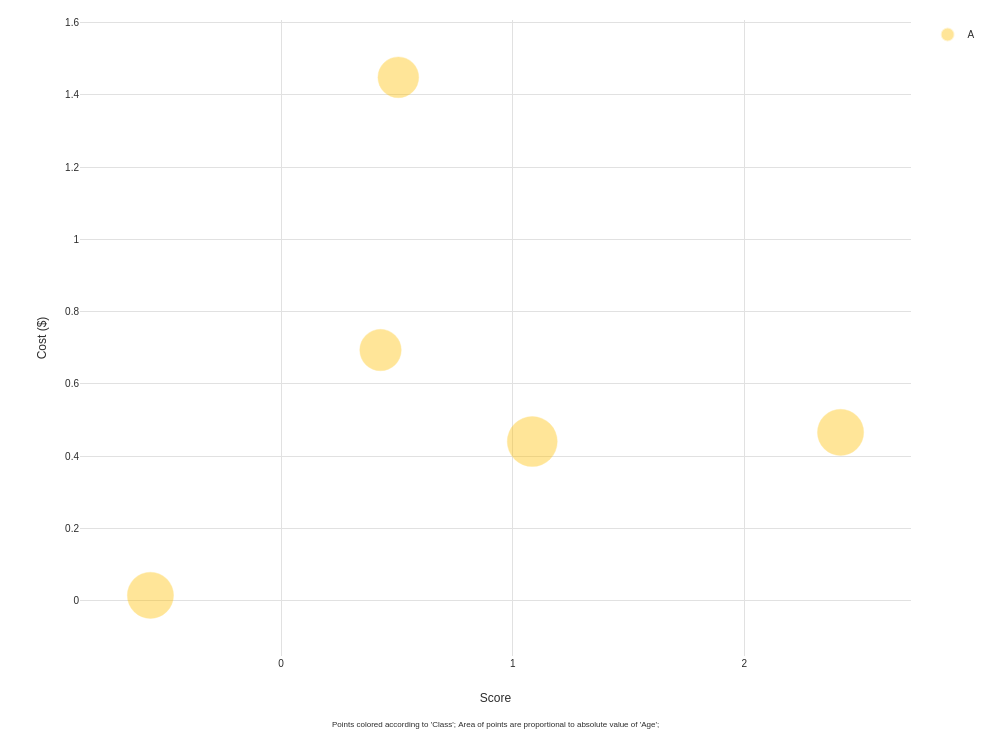 1.6
A
1.4
1.2
1
0.8
Cost ($)
0.6
0.4
0.2
0
0 1 2
Score
Points colored according to 'Class'; Area of points are proportional to absolute value of 'Age';